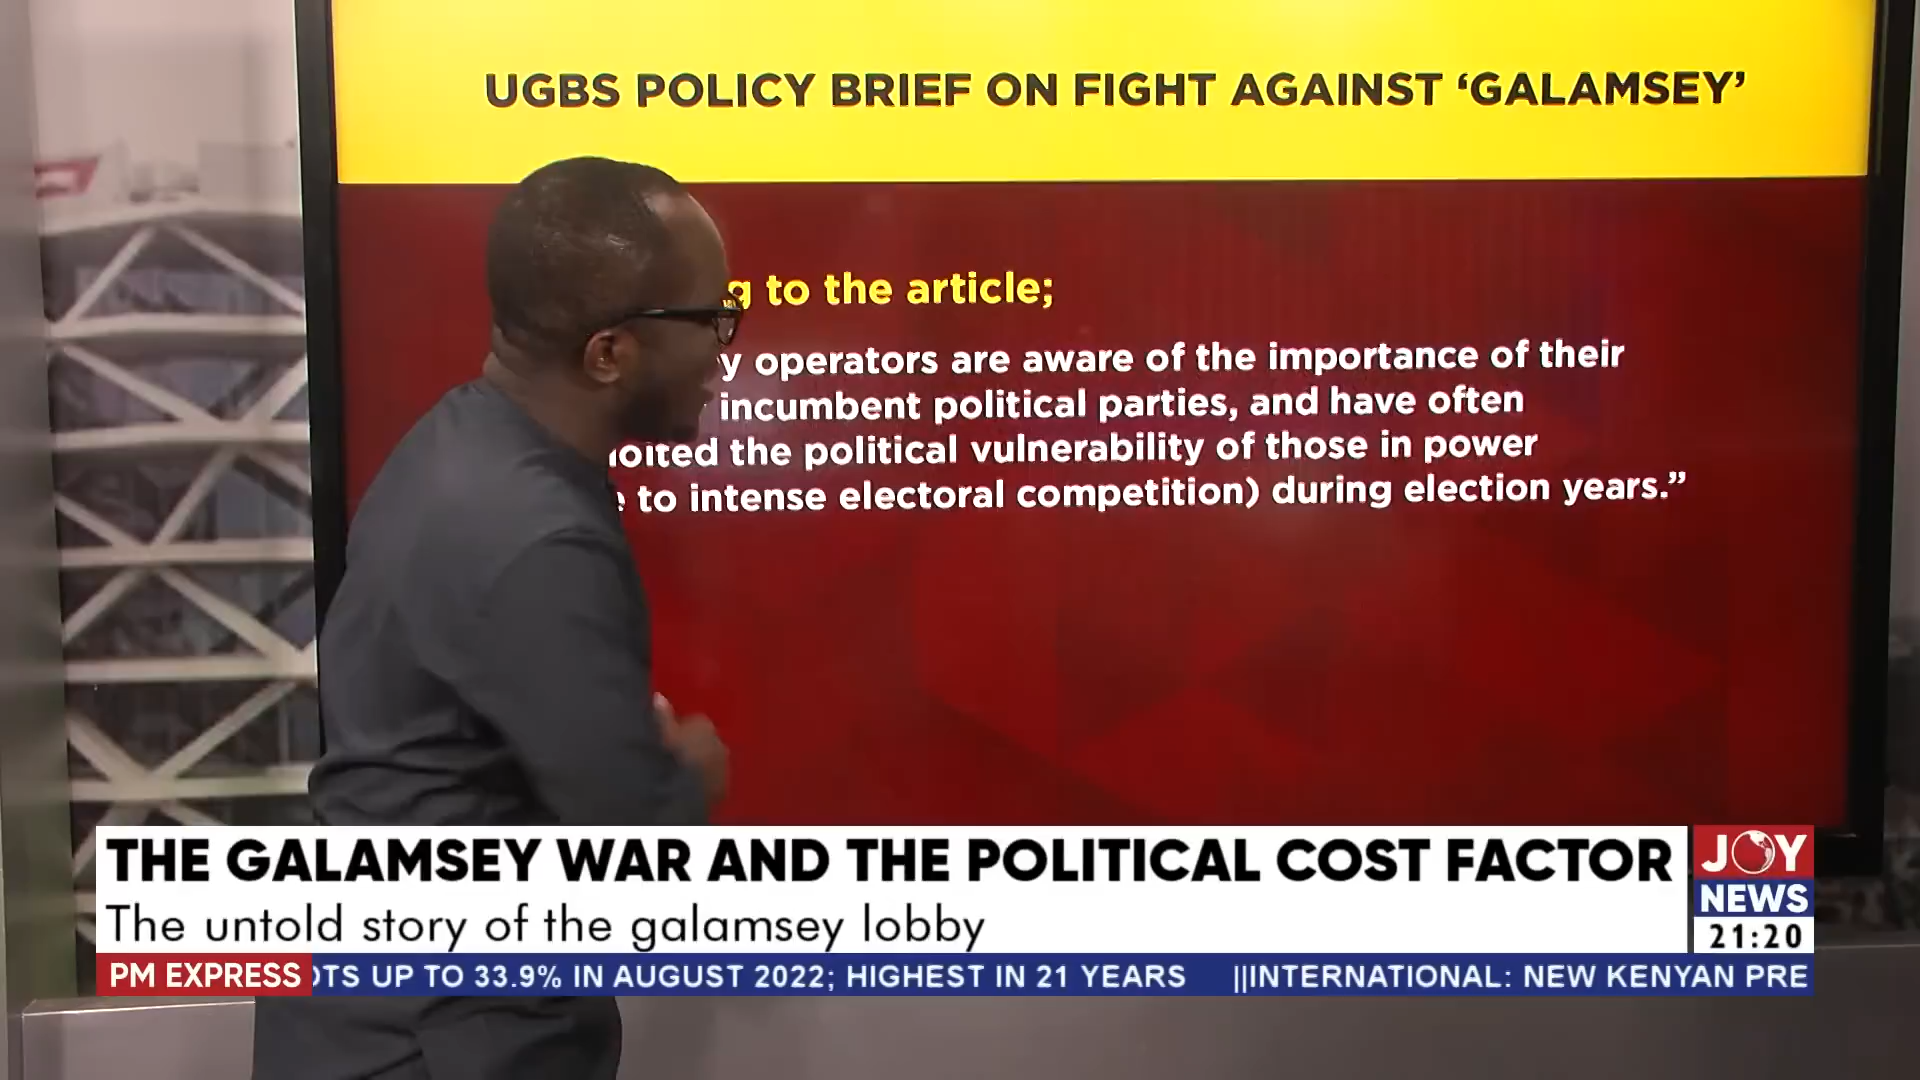 UGBS POLICY BRIEF ON FIGHT AGAINST ‘GALAMSEY’
to the article;
operators are aware of the importance of their
incumbent political parties, and have often
the political vulnerability of those in power
to intense electoral competition) during election years.”
THE GALAMSEY WAR AND THE POLITICAL COST FACTOR
The untold story of the galamsey lobby
JOY
NEWS
21:20
PM EXPRESS
UP TO 33.9% IN AUGUST 2022; HIGHEST IN 21 YEARS ||INTERNATIONAL: NEW KENYAN PRE